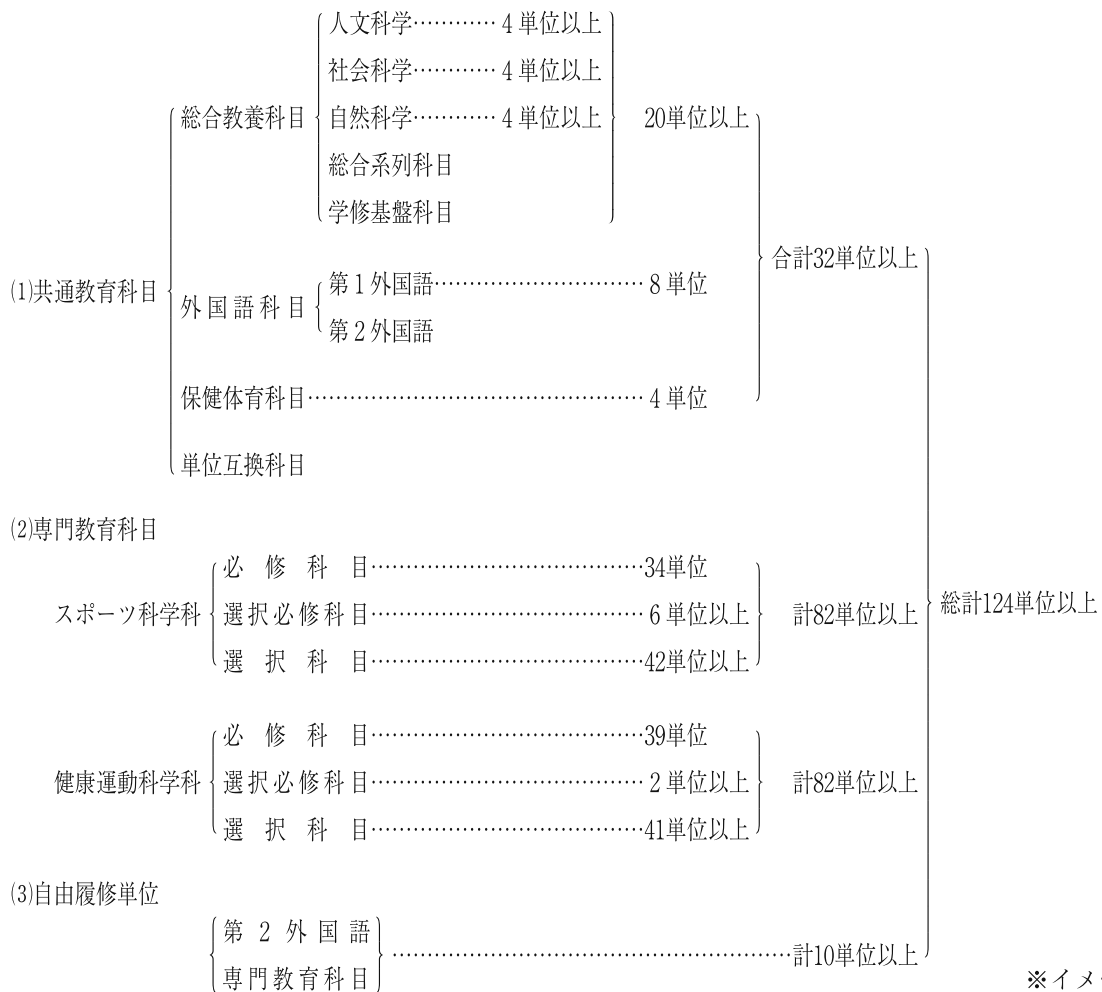 人文科学………… 4 単位以上
社会科学………… 4 単位以上
総合教養科目 自然科学………… 4 単位以上 20単位以上
総合系列科目
学修基盤科目
合計32単位以上
(1)共通教育科目
第1外国語………………………… 8 単位
外国語科目
第2外国語
保健体育科目………………………………………… 4 単位
単位互換科目
(2)専門教育科目
必修科目…………………………………34単位
スポーツ科学科 選択必修科目………………………………… 6 単位以上 計82単位以上 総計124単位以上
選択科目…………………………………42単位以上
必修科目…………………………………39単位
健康運動科学科 選択必修科目………………………………… 2 単位以上 計82単位以上
選択科目…………………………………41単位以上
(3)自由履修単位
第2外国語
…………………………………………………計10単位以上
専門教育科目
※イメ